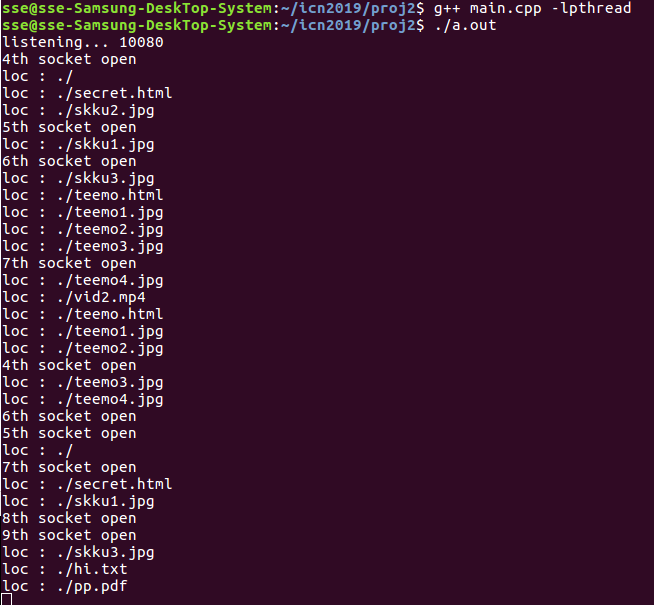 sse@sse-Samsung-DeskTop-System:~/icn2019/proj2$ g++ main.cpp -lpthread
sse@sse-Samsung-DeskTop-System:~/icn2019/proj2$ ./a.out
listening... 10080
4th socket open
loc : ./
loc : ./secret.html
loc : ./skku2.jpg
5th socket open
loc : ./skku1.jpg
6th socket open
loc : ./skku3.jpg
loc : ./teemo.html
loc : ./teemo1.jpg
loc : ./teemo2.jpg
loc : ./teemo3.jpg
7th socket open
loc : ./teemo4.jpg
loc : ./vid2.mp4
loc : ./teemo.html
loc : ./teemo1.jpg
loc : ./teemo2.jpg
4th socket open
loc : ./teemo3.jpg
loc : ./teemo4.jpg
6th socket open
5th socket open
loc : ./
7th socket open
loc : ./secret.html
loc : ./skku1.jpg
8th socket open
9th socket open
loc : ./skku3.jpg
loc : ./hi.txt
loc : ./pp.pdf